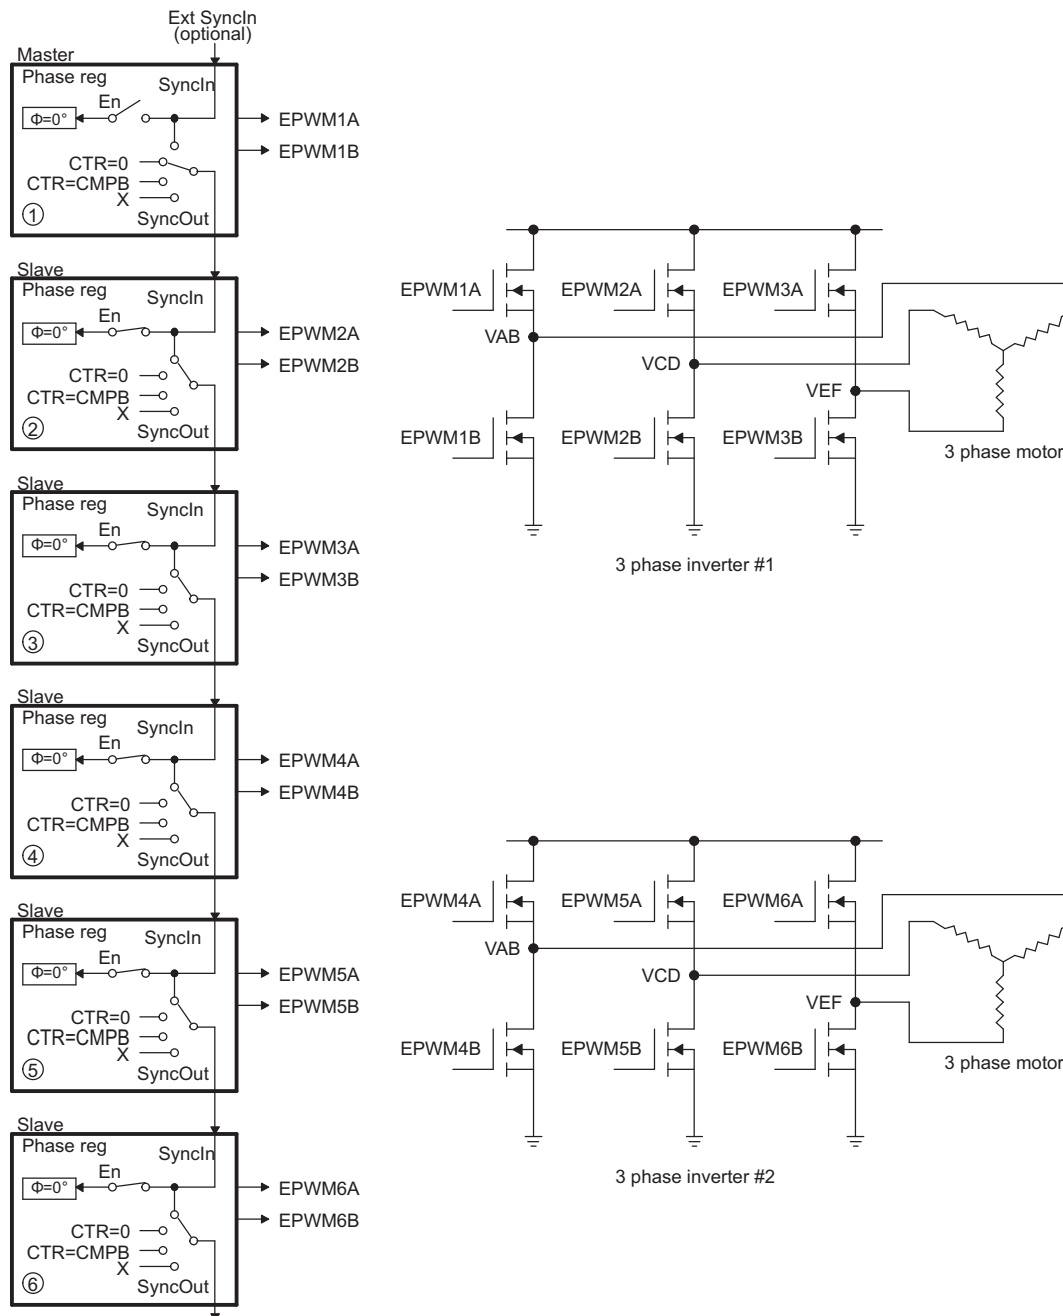 Ext SyncIn
(optional)
Master
Phase reg
SyncIn
En
Φ=0°
EPWM1A
EPWM1B
CTR=0
CTR=CMPB
X
1
SyncOut
Slave
Phase reg
SyncIn
En
Φ=0°
EPWM2A
EPWM2B
CTR=0
CTR=CMPB
X
2
SyncOut
Slave
Phase reg
SyncIn
En
Φ=0°
EPWM3A
EPWM3B
CTR=0
CTR=CMPB
X
3
SyncOut
Slave
Phase reg
SyncIn
En
Φ=0°
EPWM4A
EPWM4B
CTR=0
CTR=CMPB
X
4
SyncOut
Slave
Phase reg
SyncIn
En
Φ=0°
EPWM5A
EPWM5B
CTR=0
CTR=CMPB
X
5
SyncOut
Slave
Phase reg
SyncIn
En
Φ=0°
EPWM6A
EPWM6B
CTR=0
CTR=CMPB
X
6
SyncOut
EPWM1A
EPWM2A
EPWM3A
VAB
VCD
VEF
EPWM1B
EPWM2B
EPWM3B
3 phase motor
3 phase inverter #1
EPWM4A
EPWM5A
EPWM6A
VAB
VCD
VEF
EPWM4B
EPWM5B
EPWM6B
3 phase motor
3 phase inverter #2